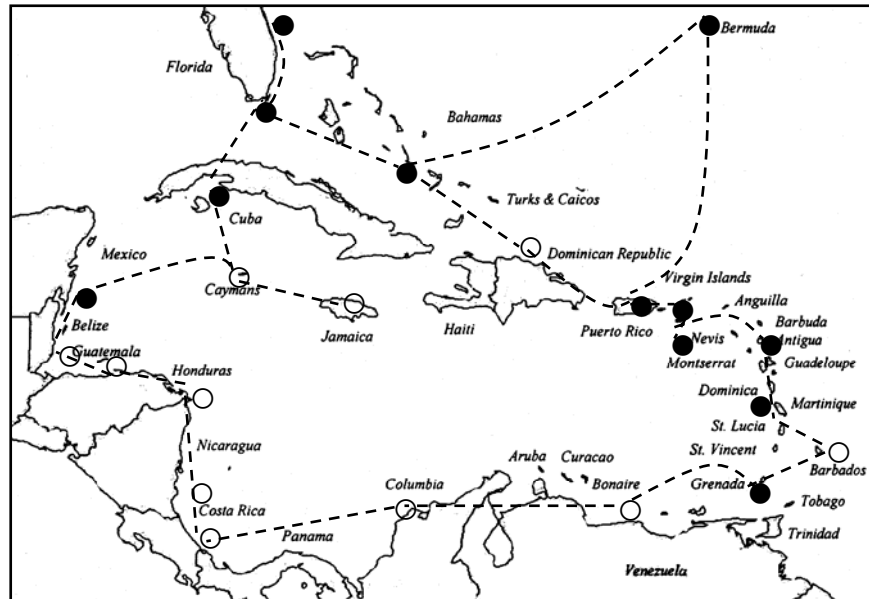 Bermuda
Florida
Bahamas
Turks & Caicos
Cuba
Mexico
Dominican Republic
Virgin Islands
Caymans
Anguilla
Belize
Jamaica
Haiti
Puerto Rico
Barbuda
Nevis
Antigua
Guatemala
Montserrat
Guadeloupe
Honduras
Dominica
Martinique
St. Lucia
Nicaragua
St. Vincent
Barbados
Aruba
Curacao
Columbia
Bonaire
Grenada
Costa Rica
Tobago
Panama
Trinidad
Venezuela